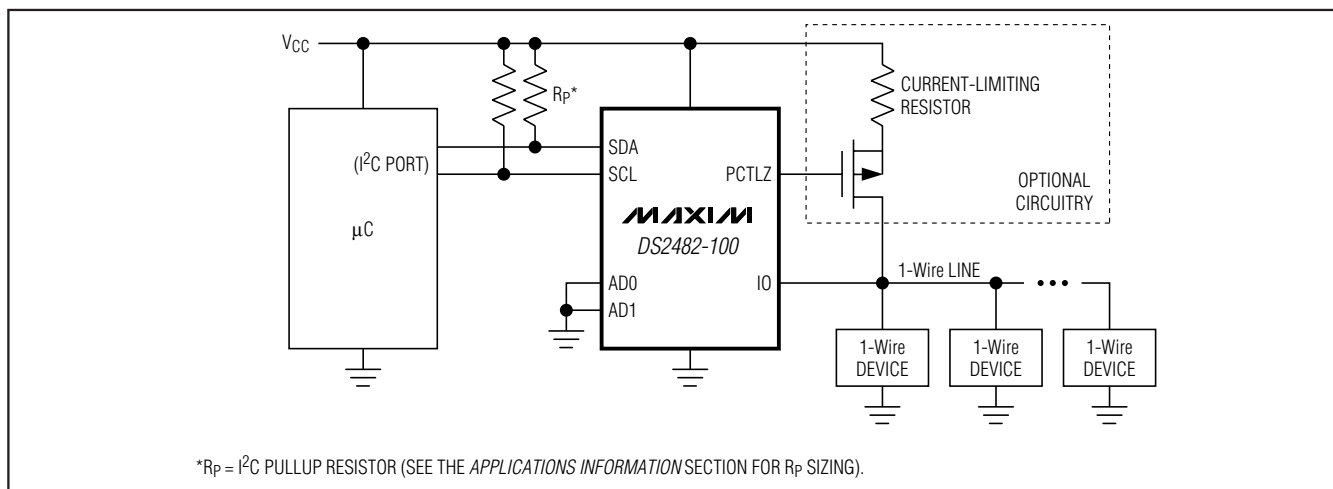 VCC
RP*
CURRENT-LIMITING
RESISTOR
(I2C PORT)
SDA
SCL
PCTLZ
OPTIONAL
CIRCUITRY
μC
MAXIM
DS2482-100
AD0
IO
1-Wire LINE
AD1
1-Wire
DEVICE
1-Wire
DEVICE
1-Wire
DEVICE
*RP = I2C PULLUP RESISTOR (SEE THE APPLICATIONS INFORMATION SECTION FOR RP SIZING).